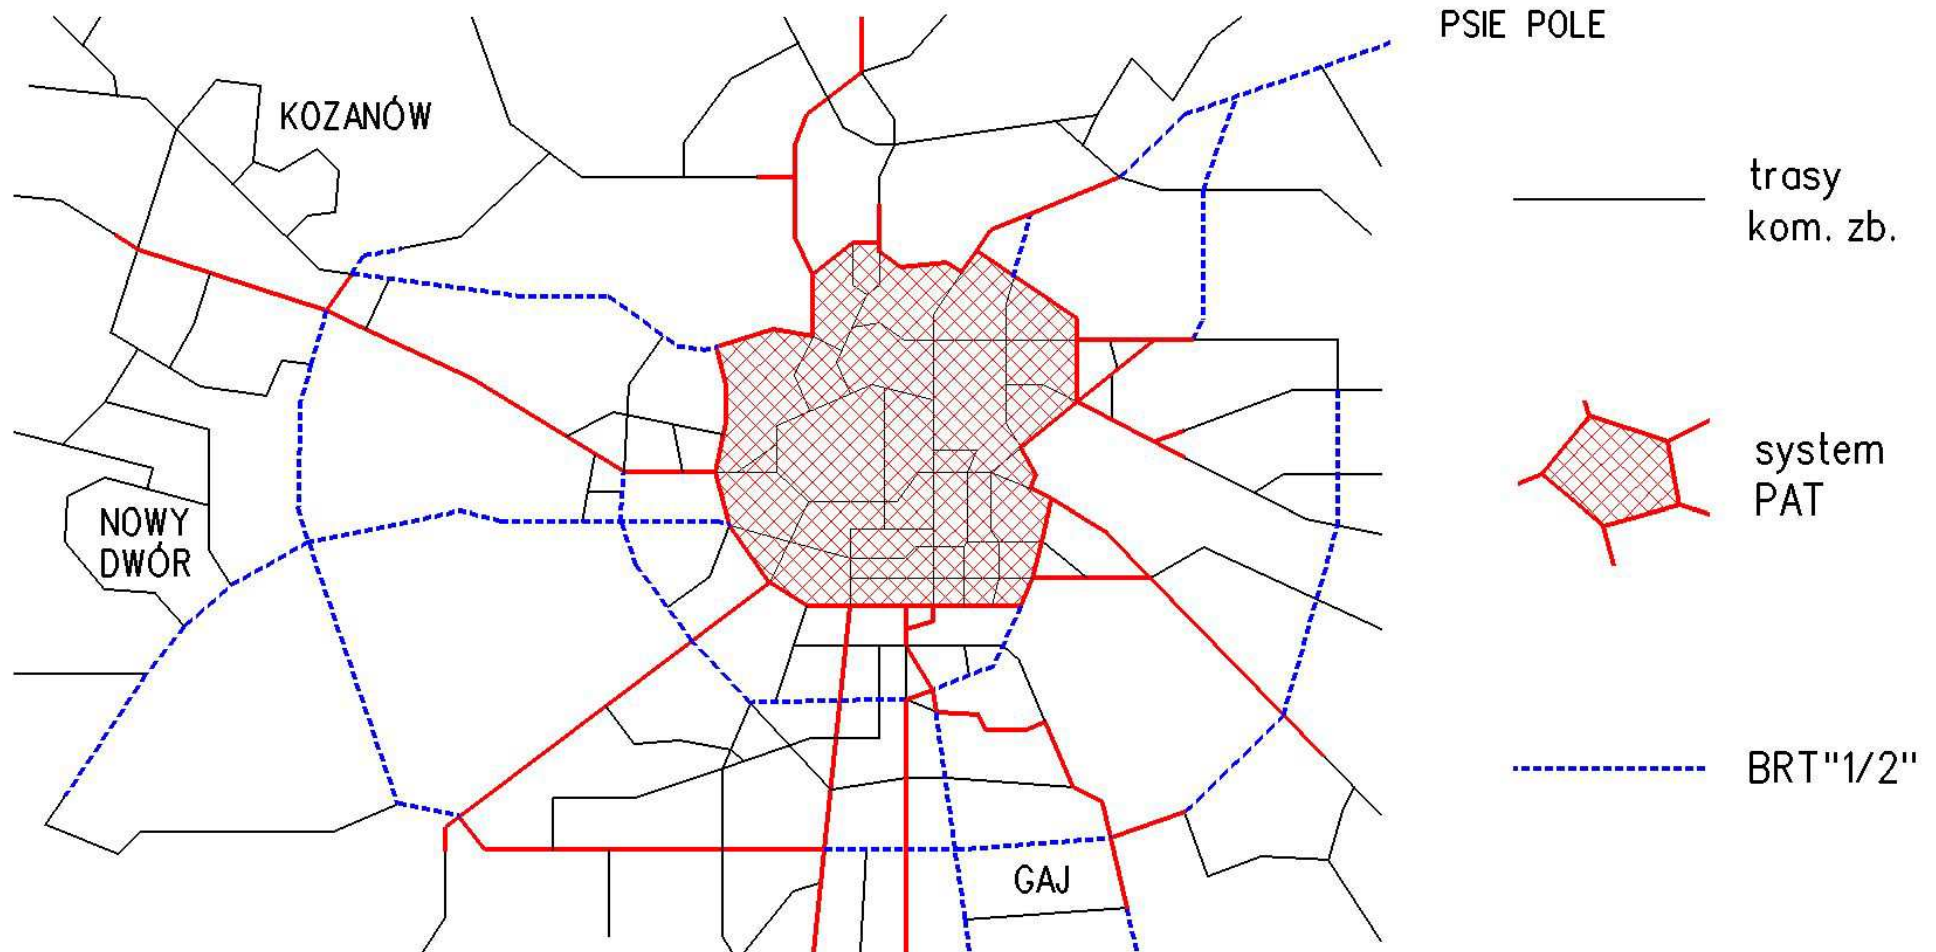 PSIE POLE
KOZANÓW
trasy
kom. zb.
system
PAT
NOWY
DWÓR
BRT"1/2"
GAJ